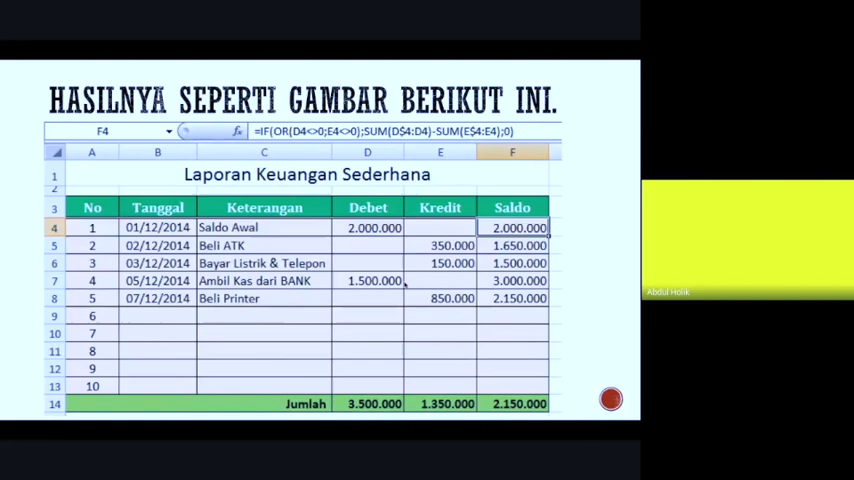 HASILNYA SEPERTI GAMBAR BERIKUT INI.
F4 fx =IF(OR(D4<>0;E4<>0);SUM(D$4:D4)-SUM(E$4:E4);0)
A B C D E F
1 Laporan Keuangan Sederhana
2
3 No Tanggal Keterangan Debet Kredit Saldo
4 1 01/12/2014 Saldo Awal 2.000.000 2.000.000
5 2 02/12/2014 Beli ATK 350.000 1.650.000
6 3 03/12/2014 Bayar Listrik & Telepon 150.000 1.500.000
7 4 05/12/2014 Ambil Kas dari BANK 1.500.000 3.000.000
8 5 07/12/2014 Beli Printer 850.000 2.150.000
9 6
10 7
11 8
12 9
13 10
14 Jumlah 3.500.000 1.350.000 2.150.000
Abdul Holik